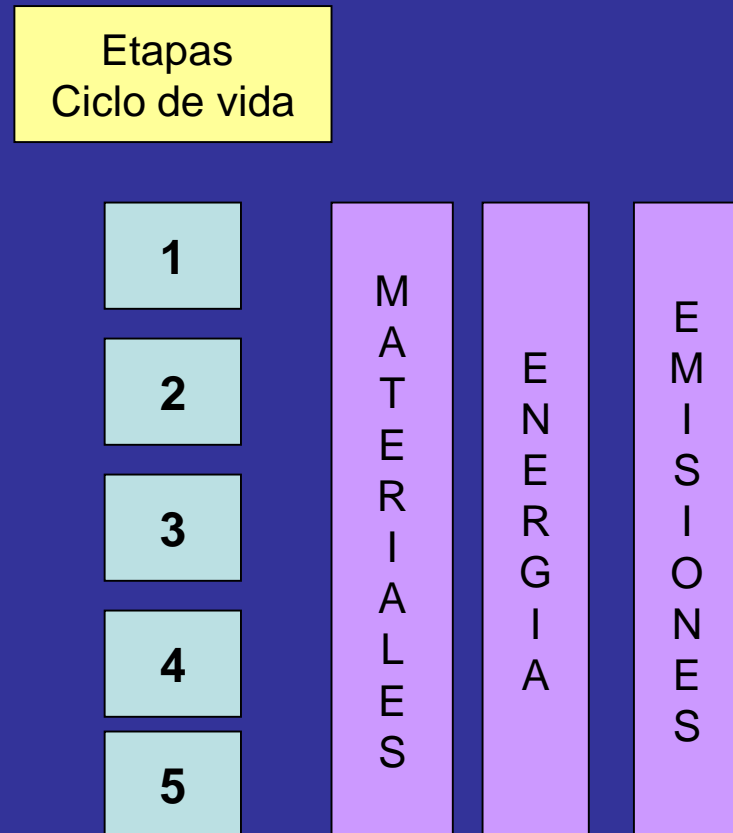 Etapas
Ciclo de vida
1
2
3
4
5
MATERIALES
ENERGIA
EMISIONES